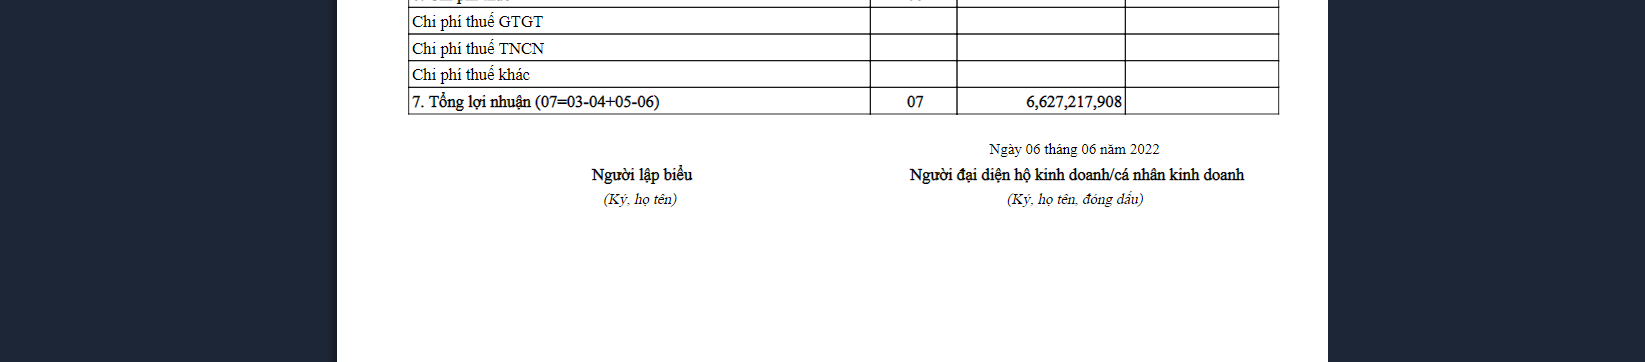 Chi phí thuế GTGT
Chi phí thuế TNCN
Chi phí thuế khác
7. Tổng lợi nhuận (07=03-04+05-06) 07 6,627,217,908
Ngày 06 tháng 06 năm 2022
Người lập biểu Người đại diện hộ kinh doanh/cá nhân kinh doanh
(Ký, họ tên) (Ký, họ tên, đóng dấu)